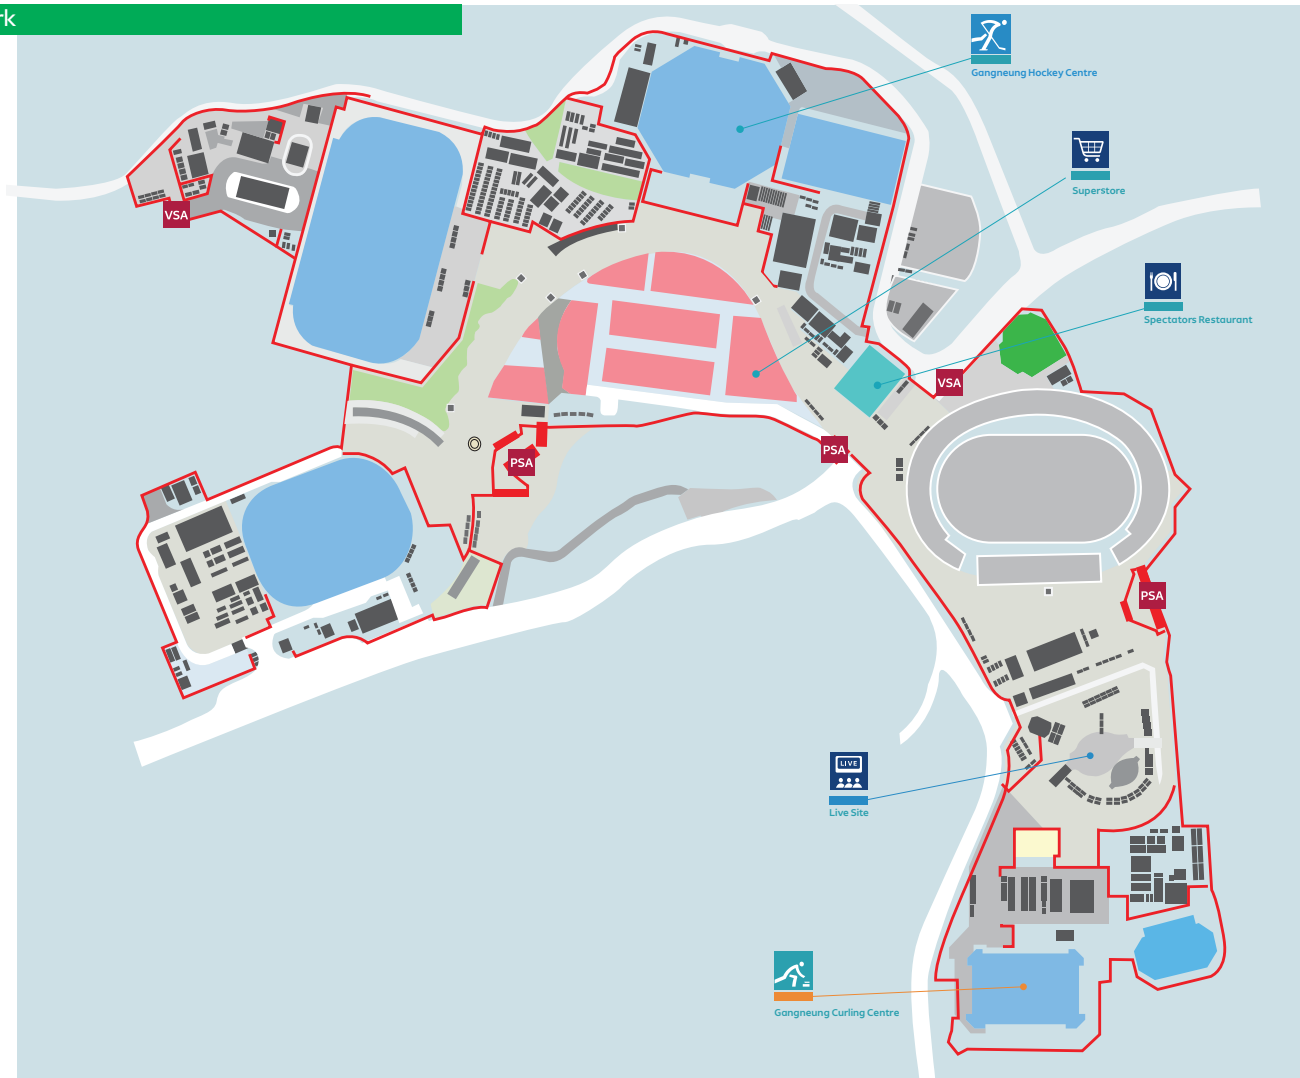 rk
Gangneung Hockey Centre
Superstore
VSA
Spectators Restaurant
VSA
PSA
PSA
PSA
LIVE
Live Site
Gangneung Curling Centre